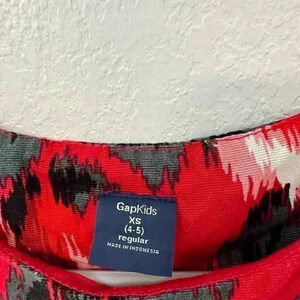 GapKids
XS
(4-5)
regular
MADE IN INDONESIA